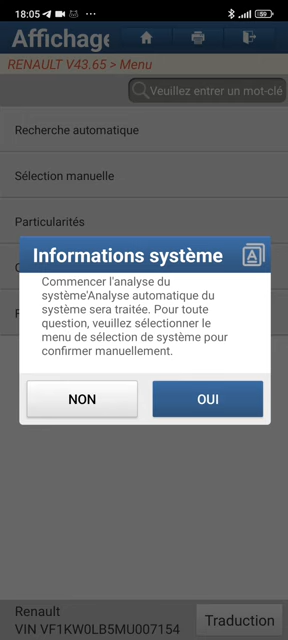 18:05
59
Affichage
RENAULT V43.65 > Menu
Veuillez entrer un mot-clé
Recherche automatique
Sélection manuelle
Particularités
Informations système
A
Commencer l'analyse du
système'Analyse automatique du
système sera traitée. Pour toute
question, veuillez sélectionner le
menu de sélection de système pour
confirmer manuellement.
NON
OUI
Renault
VIN VF1KW0LB5MU007154
Traduction